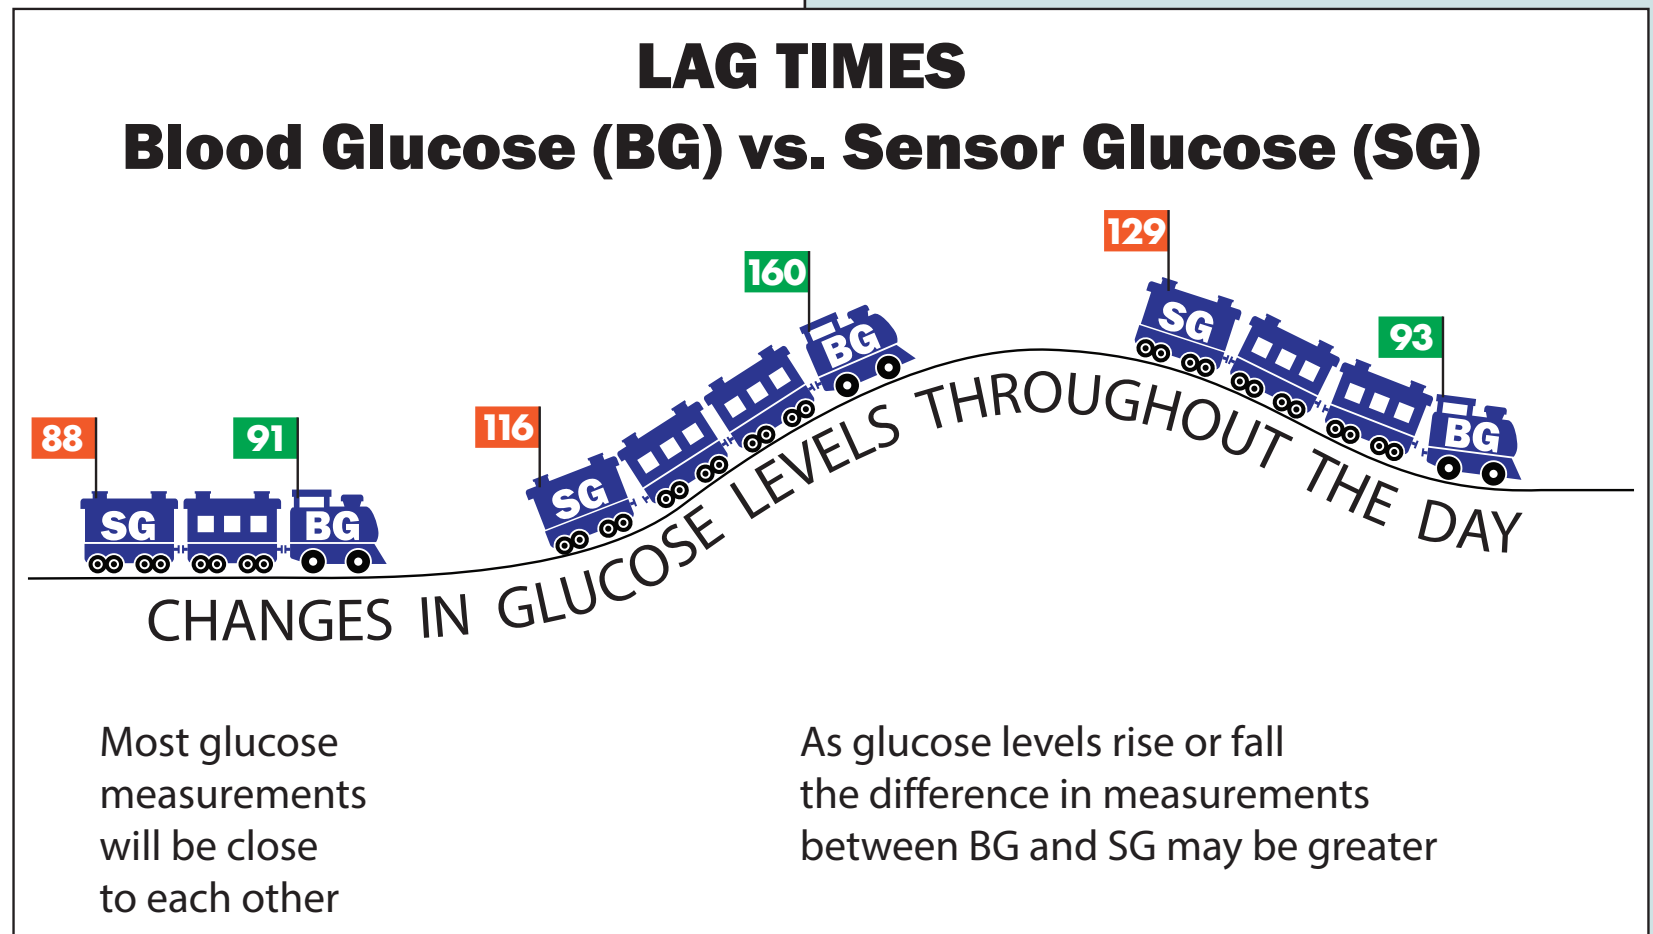 LAG TIMES
Blood Glucose (BG) vs. Sensor Glucose (SG)
88
91
SG
BG
116
160
SG
BG
129
93
SG
BG
CHANGES IN GLUCOSE LEVELS THROUGHOUT THE DAY
Most glucose
measurements
will be close
to each other
As glucose levels rise or fall
the difference in measurements
between BG and SG may be greater